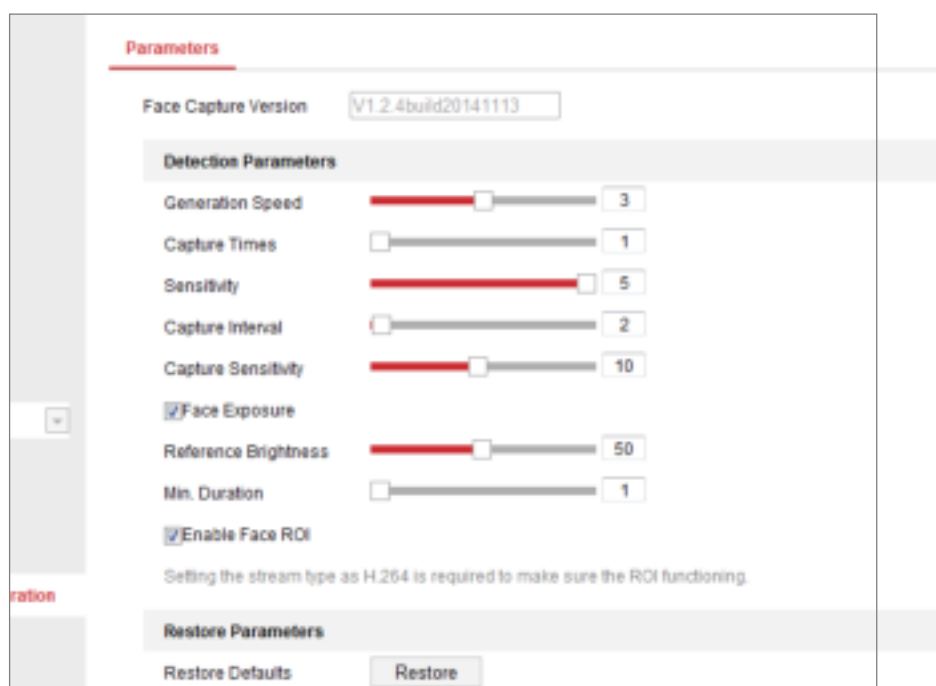 Parameters
Face Capture Version V1.2.4build20141113
Detection Parameters
Generation Speed 3
Capture Times 1
Sensitivity 5
Capture Interval 2
Capture Sensitivity 10
Face Exposure
Reference Brightness 50
Min. Duration 1
Enable Face ROI
Setting the stream type as H.264 is required to make sure the ROI functioning.
ration
Restore Parameters
Restore Defaults Restore